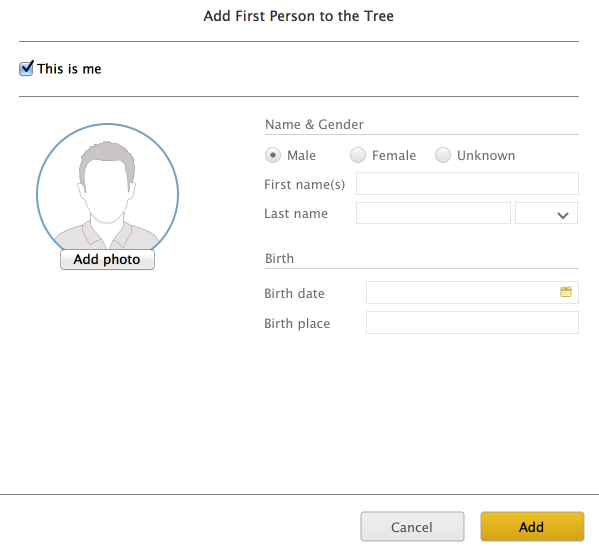 Add First Person to the Tree
This is me
Add photo
Name & Gender
Male Female Unknown
First name(s)
Last name
Birth
Birth date
Birth place
Cancel Add